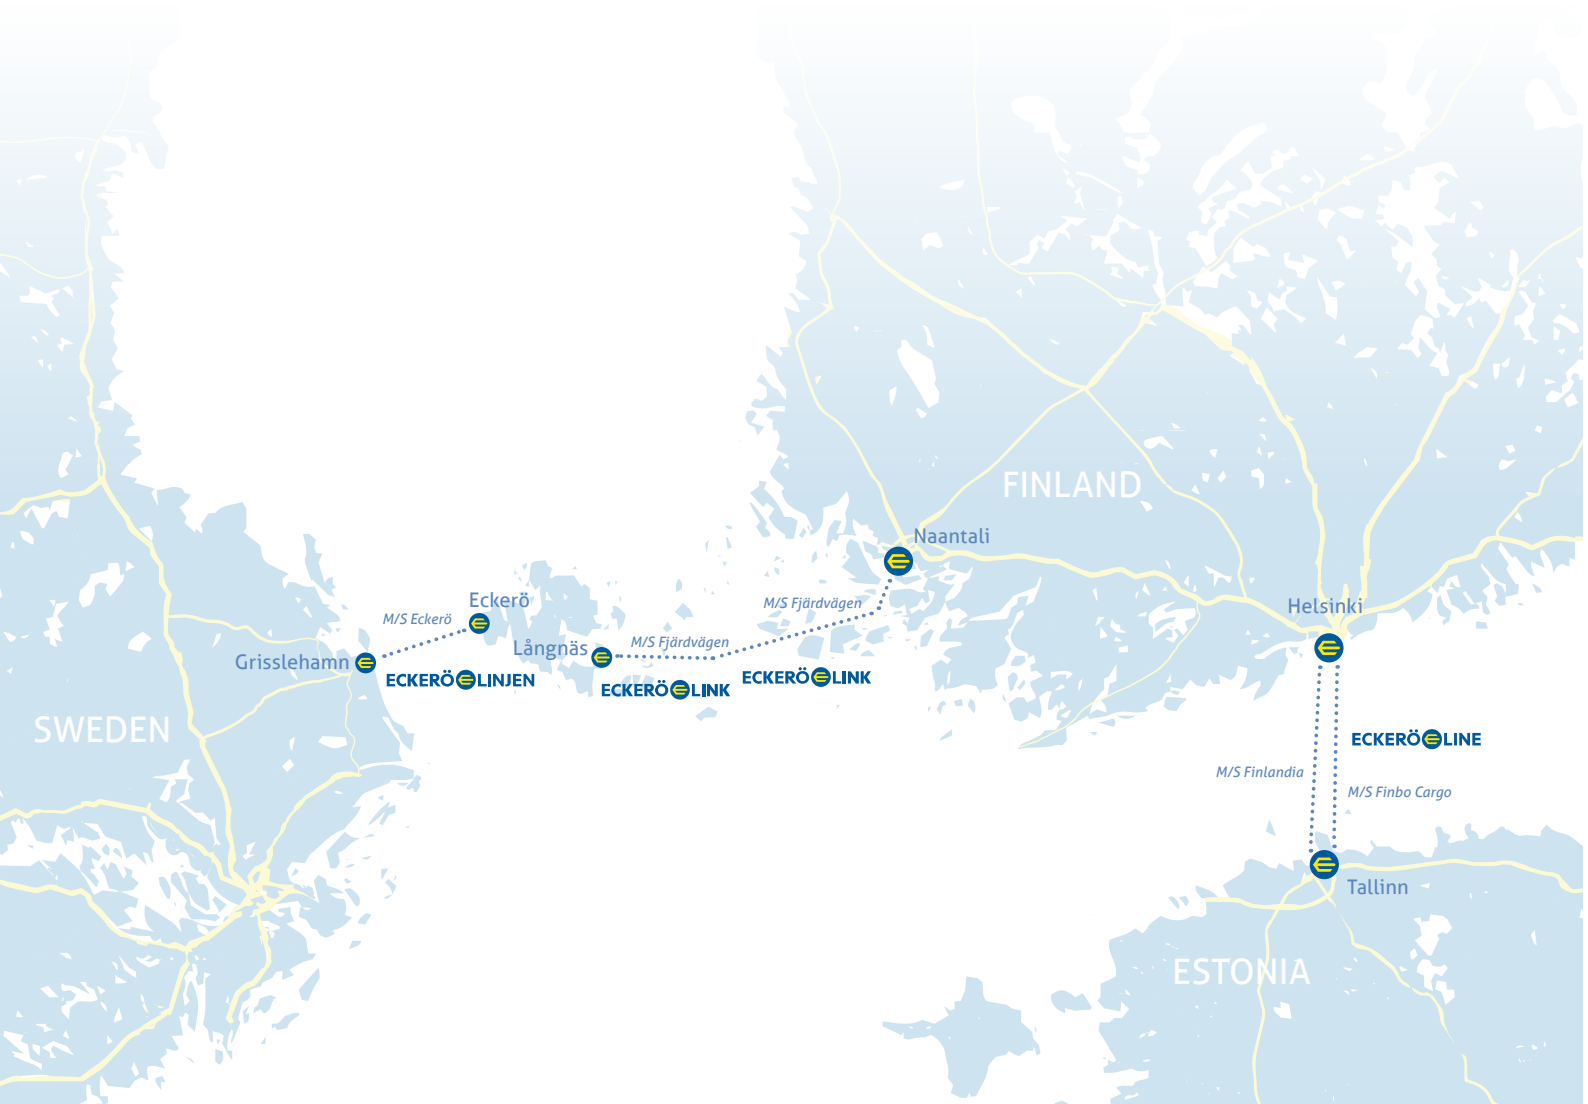 FINLAND
Naantali
Eckerö
M/S Fjärdvägen
Helsinki
M/S Eckerö
Långnäs
M/S Fjärdvägen
Grisslehamn
ECKERÖ LINJEN
ECKERÖ LINK
ECKERÖ LINK
SWEDEN
ECKERÖ LINE
M/S Finlandia
M/S Finbo Cargo
Tallinn
ESTONIA